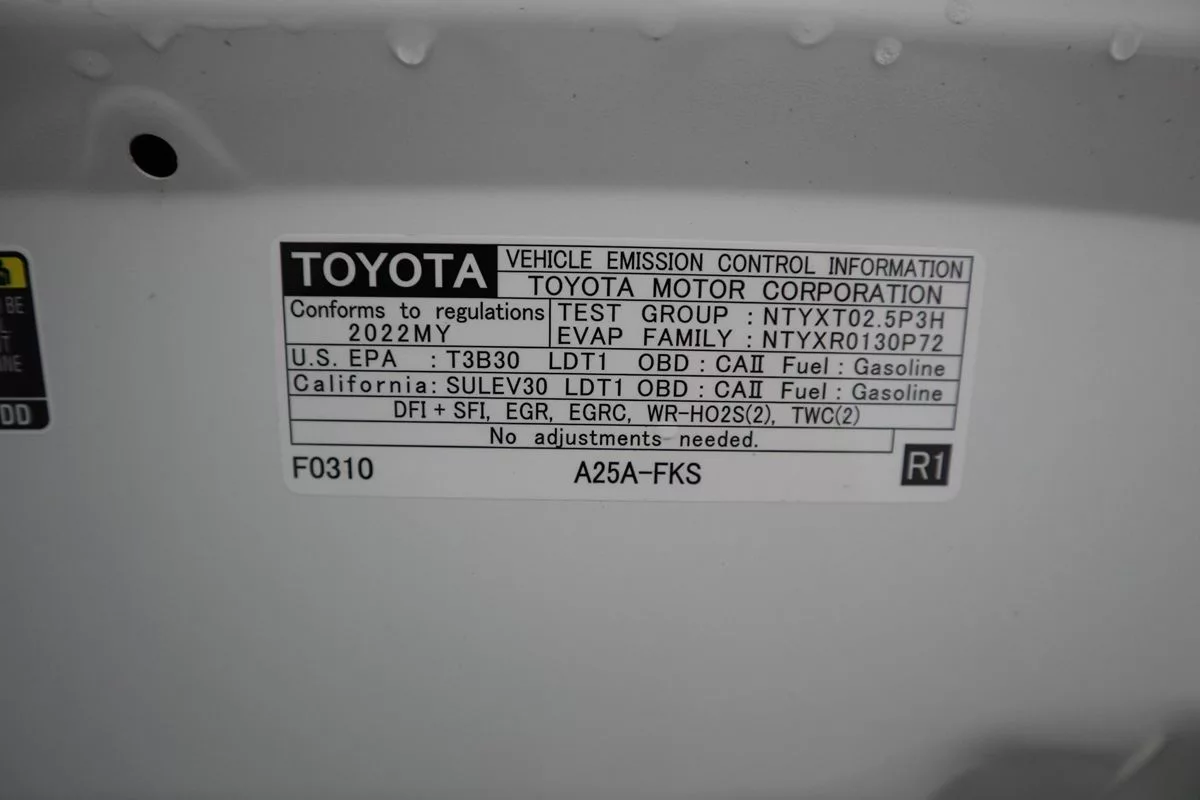 TOYOTA VEHICLE EMISSION CONTROL INFORMATION
TOYOTA MOTOR CORPORATION
Conforms to regulations
2022MY
TEST GROUP : NTYXT02.5P3H
EVAP FAMILY : NTYXR0130P72
U.S. EPA : T3B30 LDT1 OBD : CAⅡ Fuel : Gasoline
California: SULEV30 LDT1 OBD : CAⅡ Fuel : Gasoline
DFI + SFI, EGR, EGRC, WR-HO2S(2), TWC(2)
No adjustments needed.
F0310 A25A-FKS R1
BE
DD